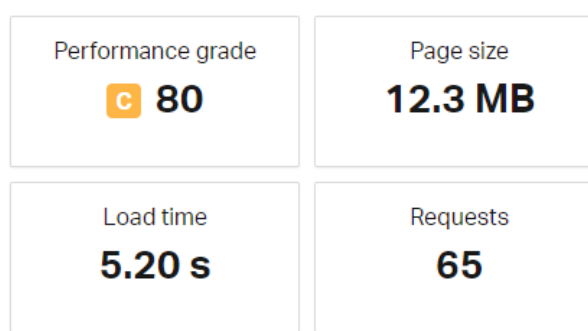 Performance grade
C 80
Page size
12.3 MB
Load time
5.20 s
Requests
65